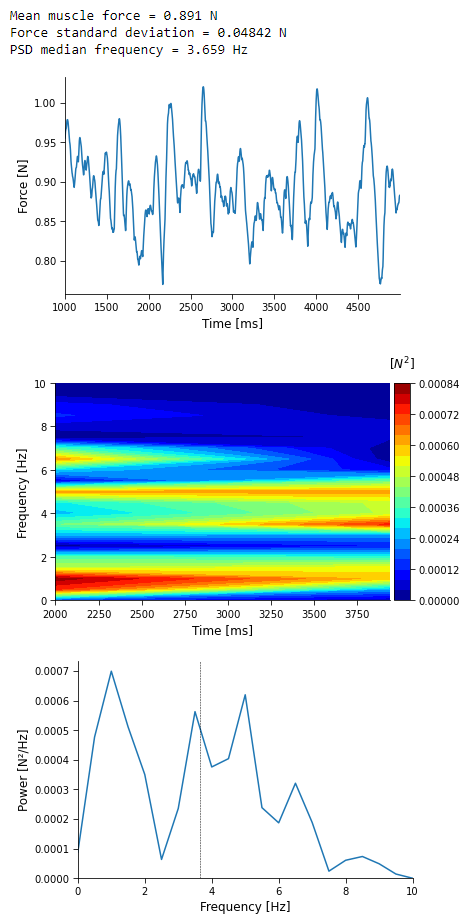 Mean muscle force = 0.891 N
Force standard deviation = 0.04842 N
PSD median frequency = 3.659 Hz
1.00
0.95
0.90
0.85
0.80
Force [N]
1000 1500 2000 2500 3000 3500 4000 4500
Time [ms]
[N²]
10
8
6
4
2
0
Frequency [Hz]
2000 2250 2500 2750 3000 3250 3500 3750
Time [ms]
0.00084
0.00072
0.00060
0.00048
0.00036
0.00024
0.00012
0.00000
0.0007
0.0006
0.0005
0.0004
0.0003
0.0002
0.0001
0.0000
Power [N²/Hz]
0 2 4 6 8 10
Frequency [Hz]